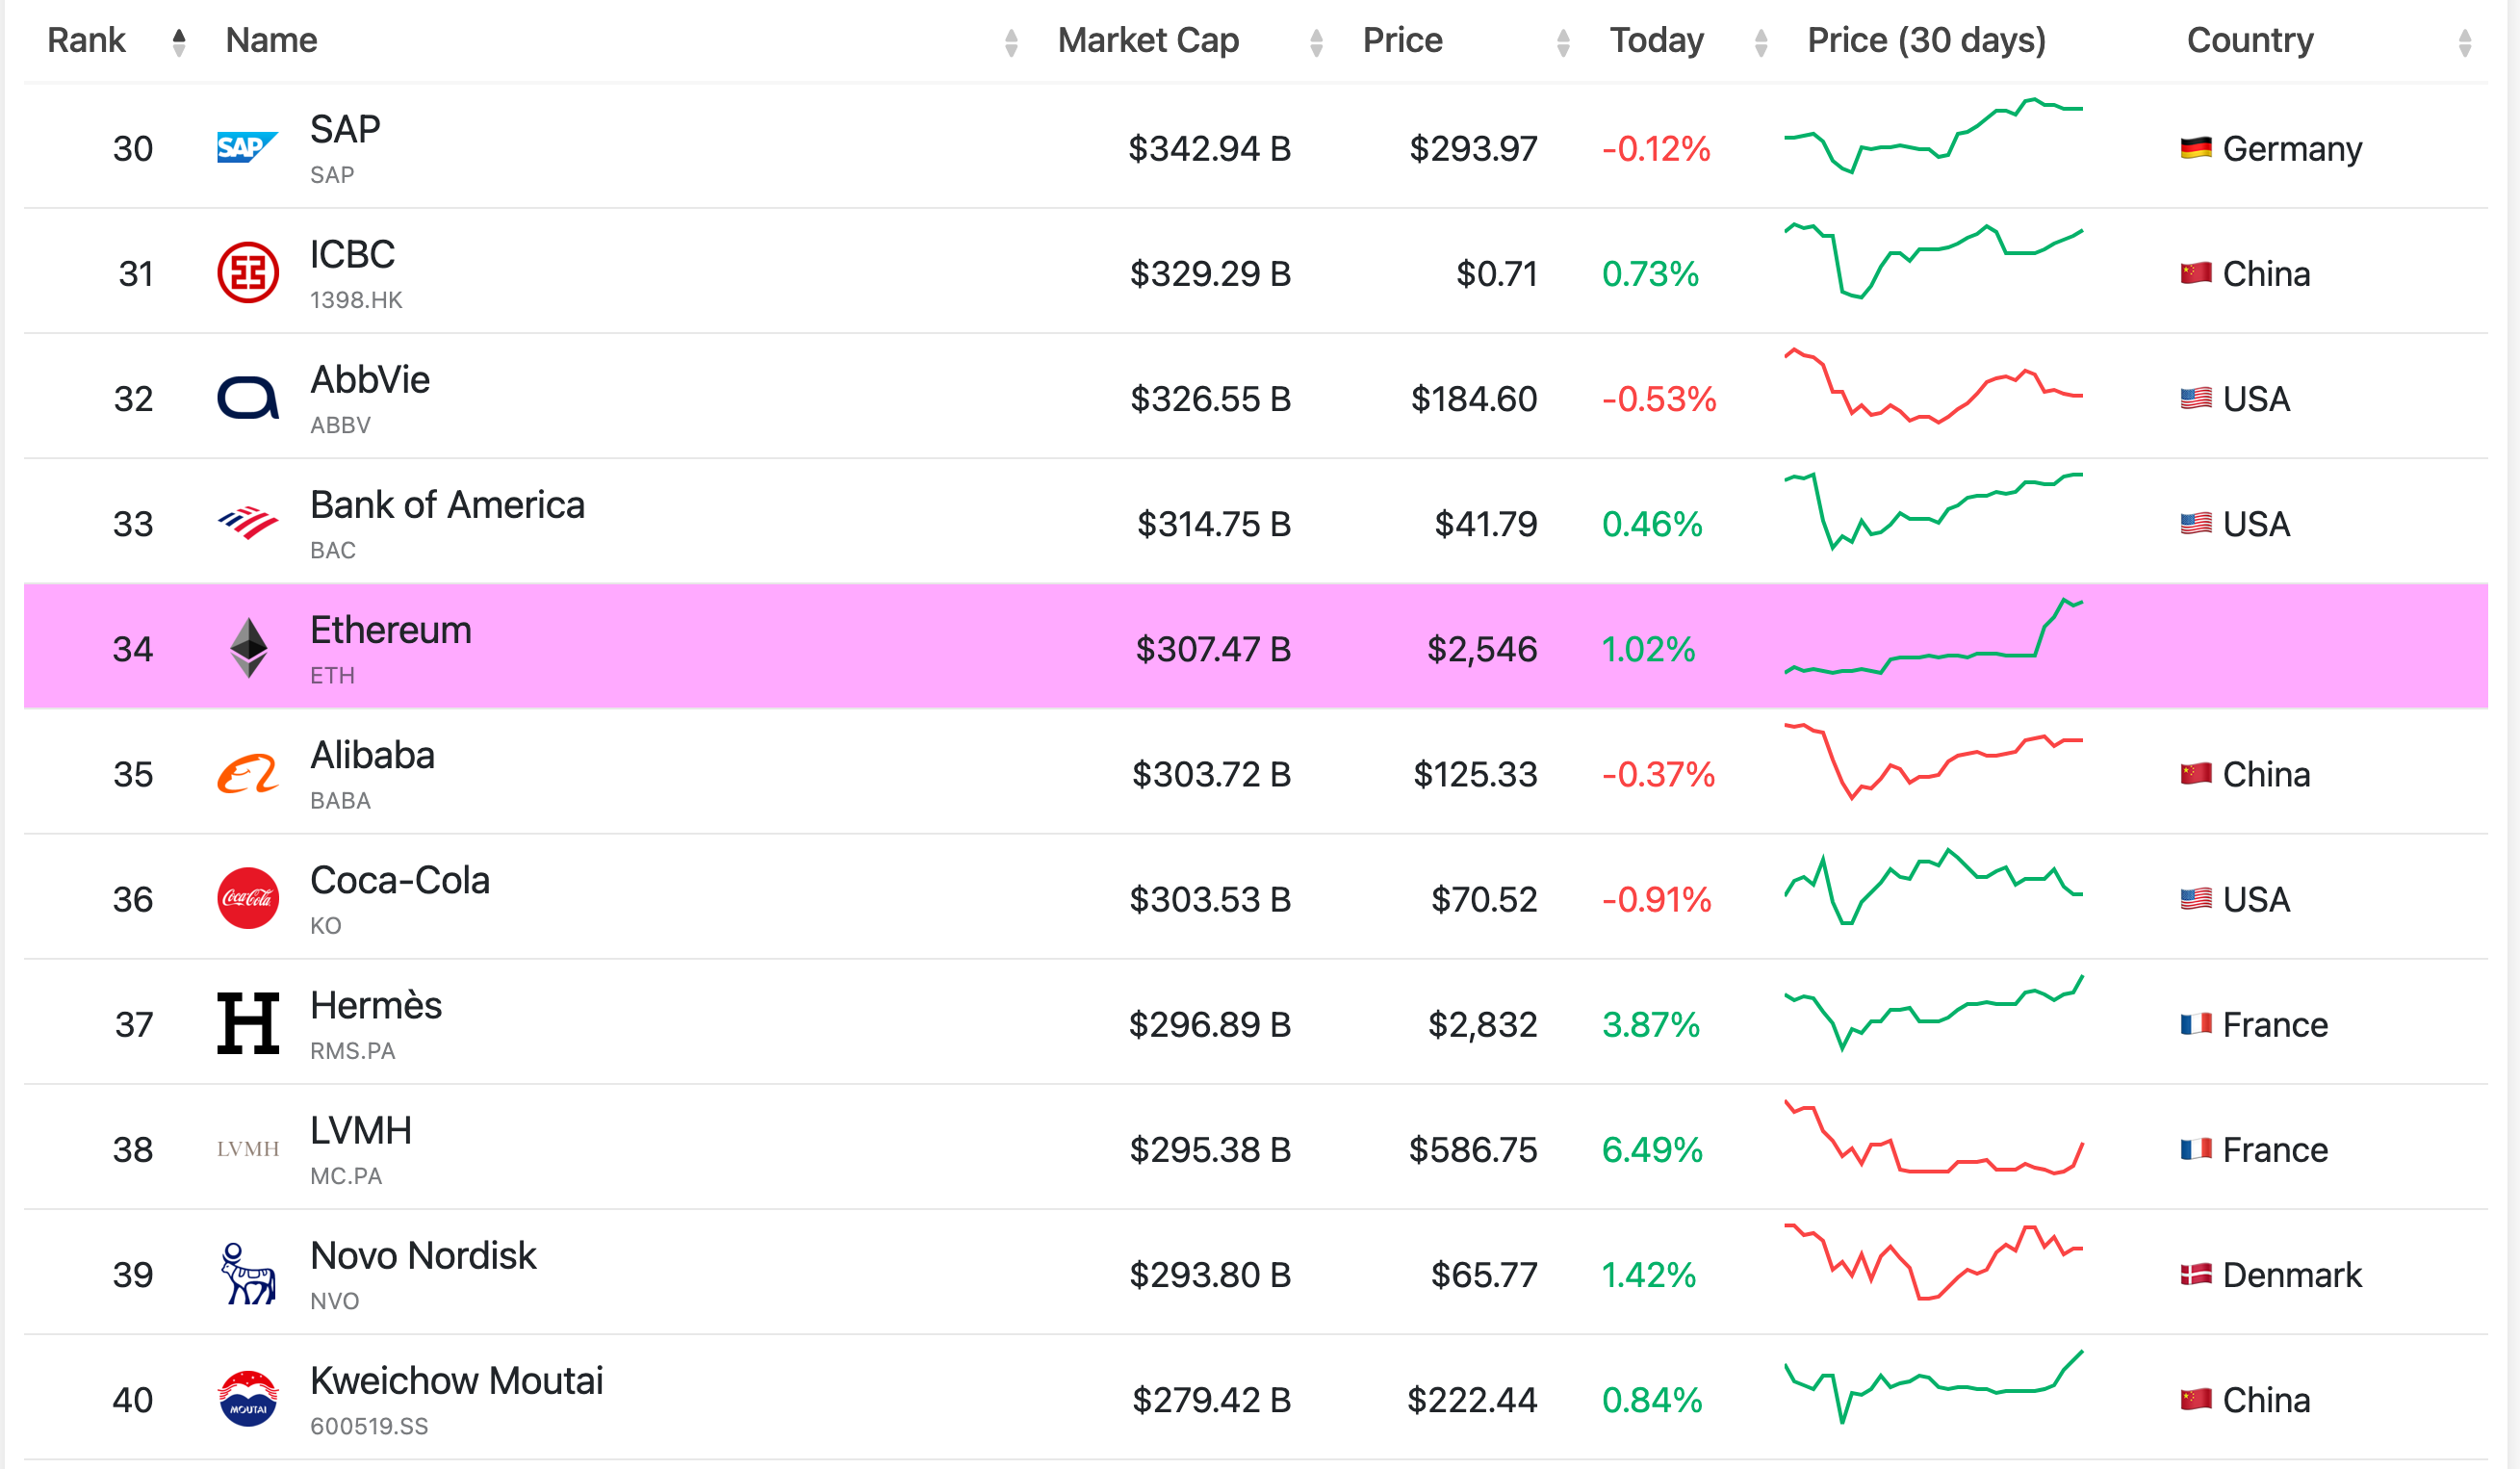 Rank Name Market Cap Price Today Price (30 days) Country
30 SAP SAP SAP $342.94 B $293.97 -0.12% Germany
31 ICBC 1398.HK $329.29 B $0.71 0.73% China
32 AbbVie ABBV $326.55 B $184.60 -0.53% USA
33 Bank of America BAC $314.75 B $41.79 0.46% USA
34 Ethereum ETH $307.47 B $2,546 1.02%
35 Alibaba BABA $303.72 B $125.33 -0.37% China
36 Coca-Cola Coca-Cola KO $303.53 B $70.52 -0.91% USA
37 H Hermès RMS.PA $296.89 B $2,832 3.87% France
38 LVMH LVMH MC.PA $295.38 B $586.75 6.49% France
39 Novo Nordisk NVO $293.80 B $65.77 1.42% Denmark
40 MOUTAI Kweichow Moutai 600519.SS $279.42 B $222.44 0.84% China